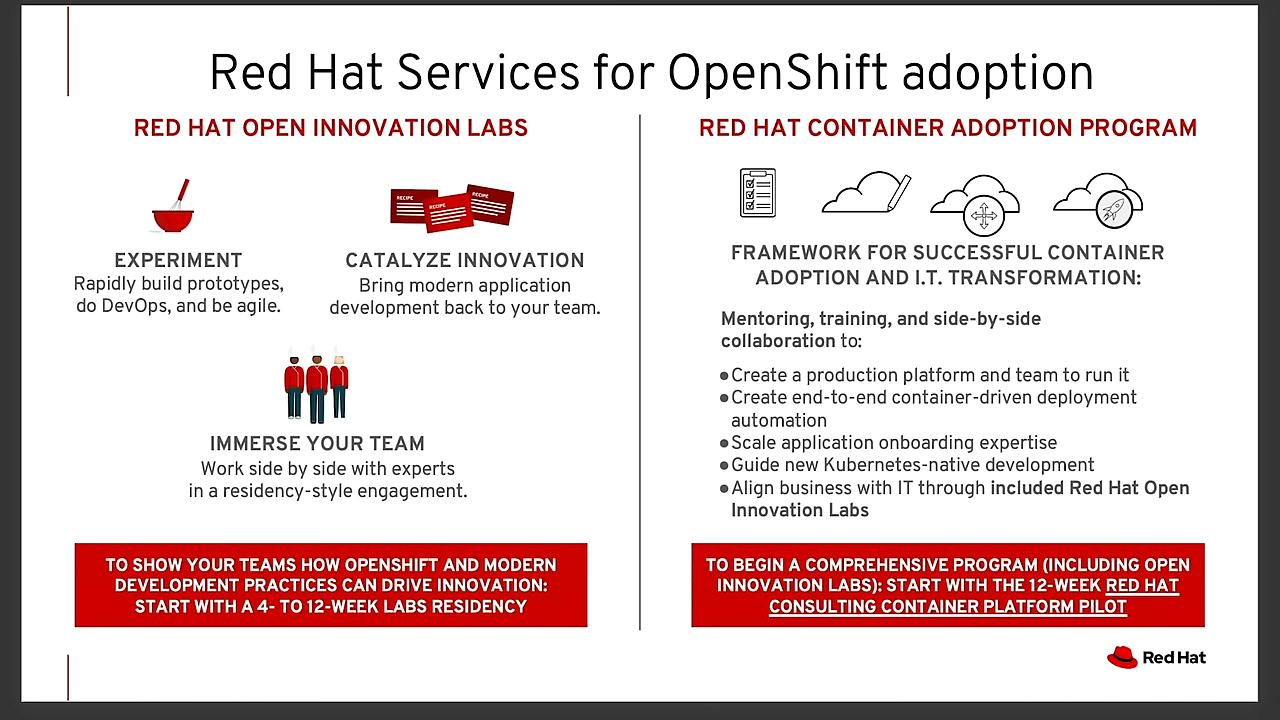 Red Hat Services for OpenShift adoption
RED HAT OPEN INNOVATION LABS
RECIPE
RECIPE
RECIPE
EXPERIMENT
Rapidly build prototypes,
do DevOps, and be agile.
CATALYZE INNOVATION
Bring modern application
development back to your team.
IMMERSE YOUR TEAM
Work side by side with experts
in a residency-style engagement.
TO SHOW YOUR TEAMS HOW OPENSHIFT AND MODERN
DEVELOPMENT PRACTICES CAN DRIVE INNOVATION:
START WITH A 4- TO 12-WEEK LABS RESIDENCY
RED HAT CONTAINER ADOPTION PROGRAM
FRAMEWORK FOR SUCCESSFUL CONTAINER
ADOPTION AND I.T. TRANSFORMATION:
Mentoring, training, and side-by-side
collaboration to:
●Create a production platform and team to run it
●Create end-to-end container-driven deployment
automation
●Scale application onboarding expertise
●Guide new Kubernetes-native development
●Align business with IT through included Red Hat Open
Innovation Labs
TO BEGIN A COMPREHENSIVE PROGRAM (INCLUDING OPEN
INNOVATION LABS): START WITH THE 12-WEEK RED HAT
CONSULTING CONTAINER PLATFORM PILOT
Red Hat